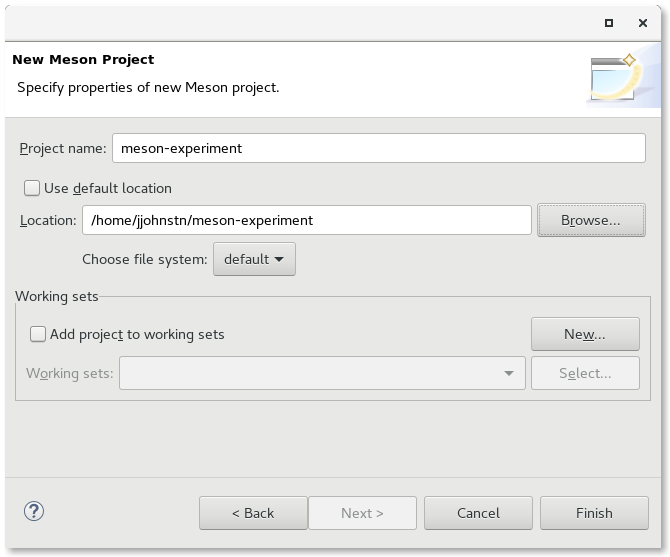 New Meson Project
Specify properties of new Meson project.
Project name: meson-experiment
Use default location
Location: /home/jjohnstn/meson-experiment Browse...
Choose file system: default
Working sets
Add project to working sets New...
Working sets: Select...
? < Back Next > Cancel Finish